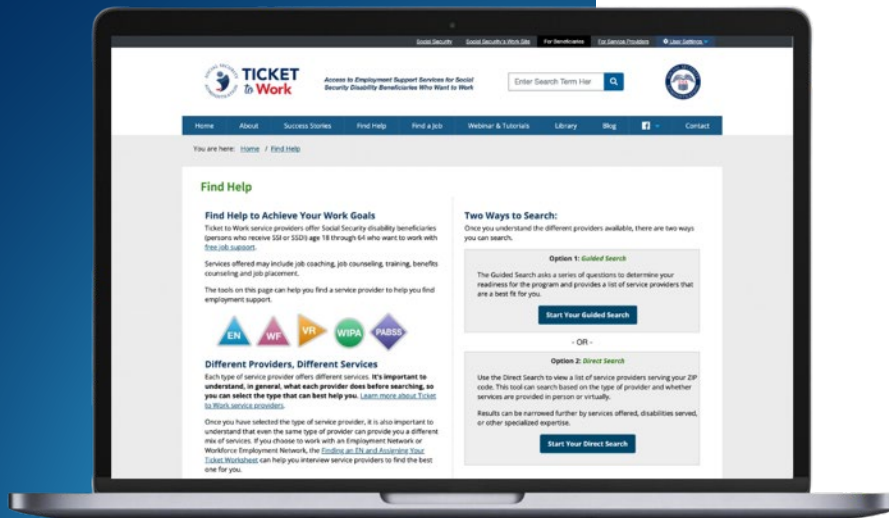 Social Security Social Security's Work Site For Beneficiaries For Service Providers User Settings
TICKET
to Work
Access to Employment Support Services for Social
Security Disability Beneficiaries Who Want to Work
Enter Search Term Her
Home About Success Stories Find Help Find a Job Webinar & Tutorials Library Blog Contact
You are here: Home / Find Help
Find Help
Find Help to Achieve Your Work Goals
Ticket to Work service providers offer Social Security disability beneficiaries
(persons who receive SSI or SSDI) age 18 through 64 who want to work with
free job support.
Services offered may include job coaching, job counseling, training, benefits
counseling and job placement.
The tools on this page can help you find a service provider to help you find
employment support.
EN WF VR WIPA PABSS
Different Providers, Different Services
Each type of service provider offers different services. It's important to
understand, in general, what each provider does before searching, so
you can select the type that can best help you. Learn more about Ticket
to Work service providers.
Once you have selected the type of service provider, it is also important to
understand that even the same type of provider can provide you a different
mix of services. If you choose to work with an Employment Network or
Workforce Employment Network, the Finding an EN and Assigning Your
Ticket Worksheet can help you interview service providers to find the best
one for you.
Two Ways to Search:
Once you understand the different providers available, there are two ways
you can search.
Option 1: Guided Search
The Guided Search asks a series of questions to determine your
readiness for the program and provides a list of service providers that
are a best fit for you.
Start Your Guided Search
- OR -
Option 2: Direct Search
Use the Direct Search to view a list of service providers serving your ZIP
code. This tool can search based on the type of provider and whether
services are provided in person or virtually.
Results can be narrowed further by services offered, disabilities served,
or other specialized expertise.
Start Your Direct Search